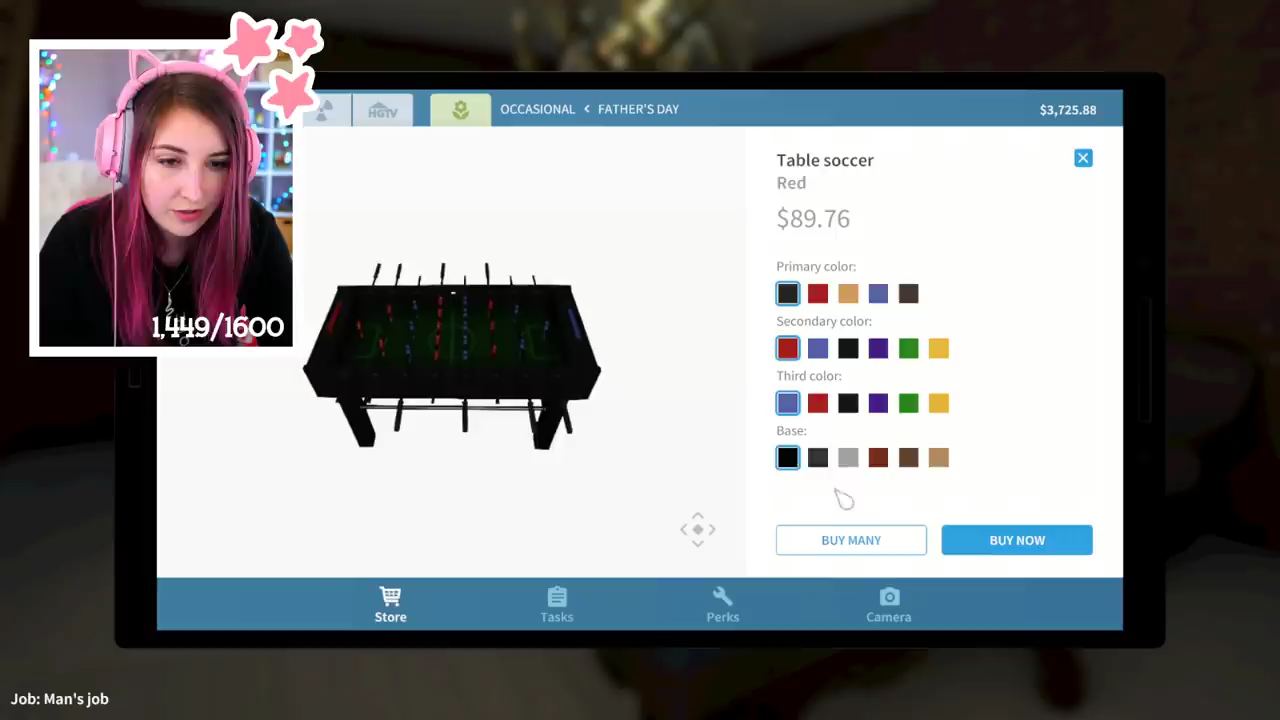 HGTV
OCCASIONAL < FATHER'S DAY
$3,725.88
Table soccer
Red
$89.76
Primary color:
Secondary color:
Third color:
Base:
BUY MANY
BUY NOW
Store
Tasks
Perks
Camera
1,449/1600
Job: Man's job